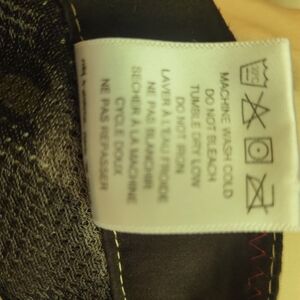 MACHINE WASH COLD
DO NOT BLEACH
TUMBLE DRY LOW
DO NOT IRON
LAVER À L'EAU FROIDE
NE PAS BLANCHIR
SÉCHER À LA MACHINE
CYCLE DOUX
NE PAS REPASSER